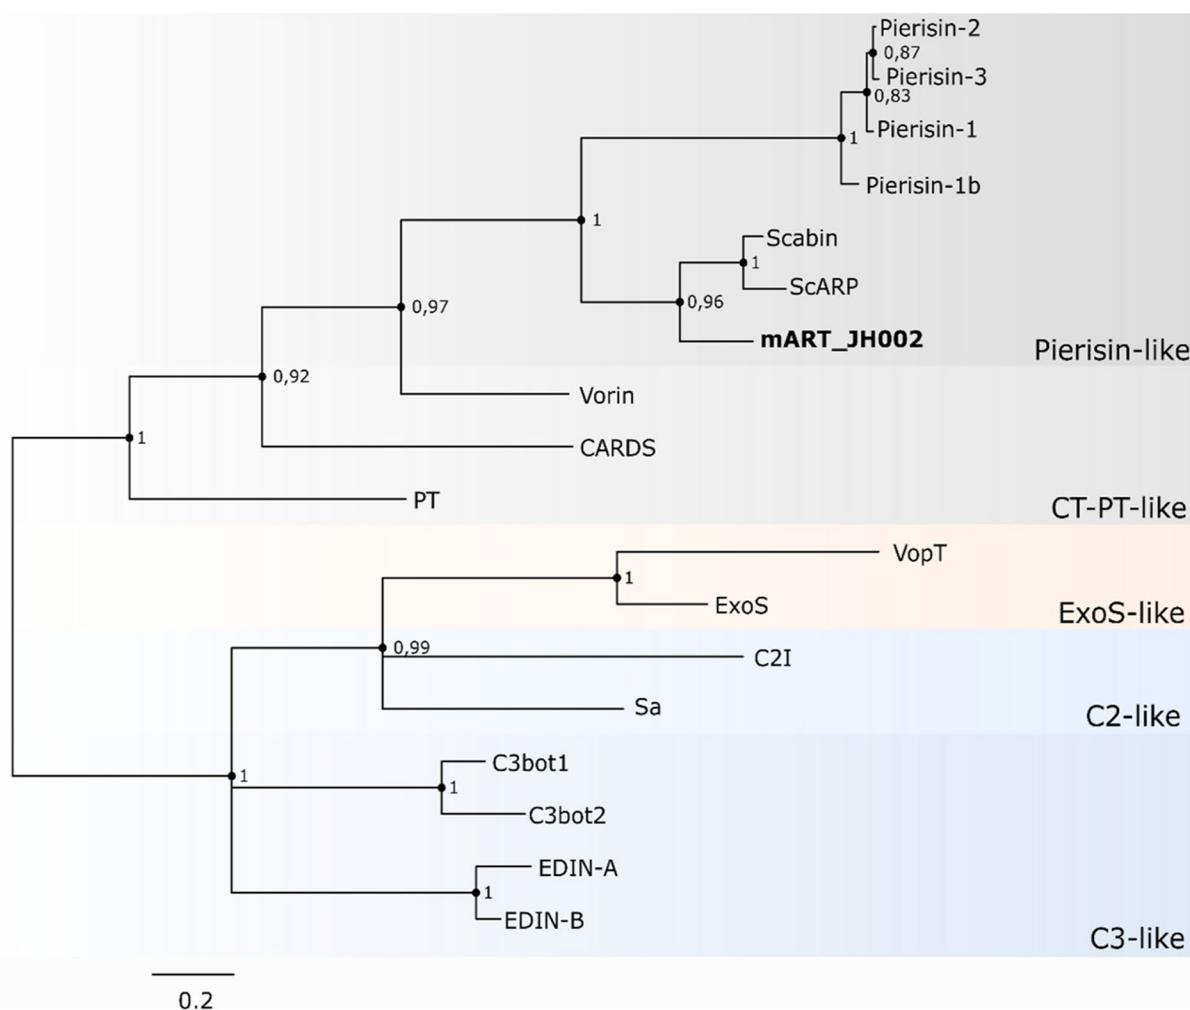 Pierisin-2
0,87
Pierisin-3
0,83
Pierisin-1
1
Pierisin-1b
1
Scabin
1
ScARP
0,96
0,97
mART_JH002
Pierisin-like
0,92
Vorin
1
CARDS
PT
CT-PT-like
VopT
1
ExoS
ExoS-like
0,99
C2I
Sa
C2-like
C3bot1
1
1
C3bot2
EDIN-A
1
EDIN-B
C3-like
0.2